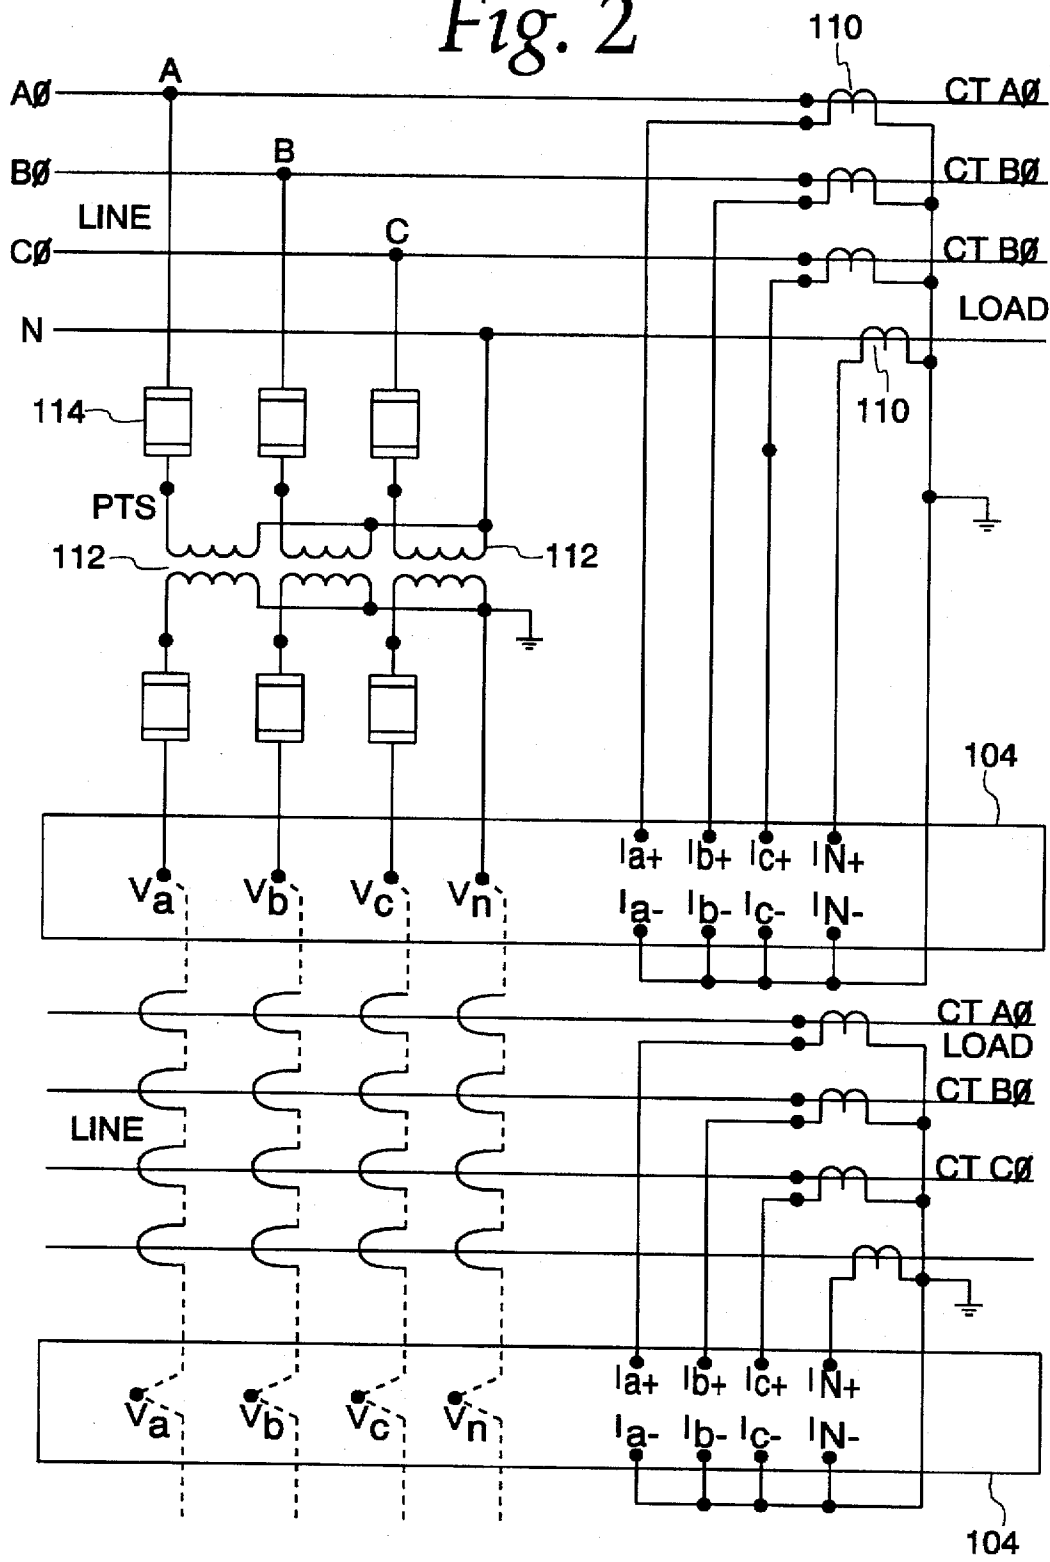 Fig. 2
110
A
AØ CT AØ
B
BØ CT BØ
LINE
C
CØ CT BØ
LOAD
N
114
110
PTS
112 112
104
Ia+ Ib+ Ic+ IN+
Va Vb Vc Vn
Ia- Ib- Ic- IN-
CT AØ
LOAD
CT BØ
LINE
CT CØ
Ia+ Ib+ Ic+ IN+
Va Vb Vc Vn
Ia- Ib- Ic- IN-
104